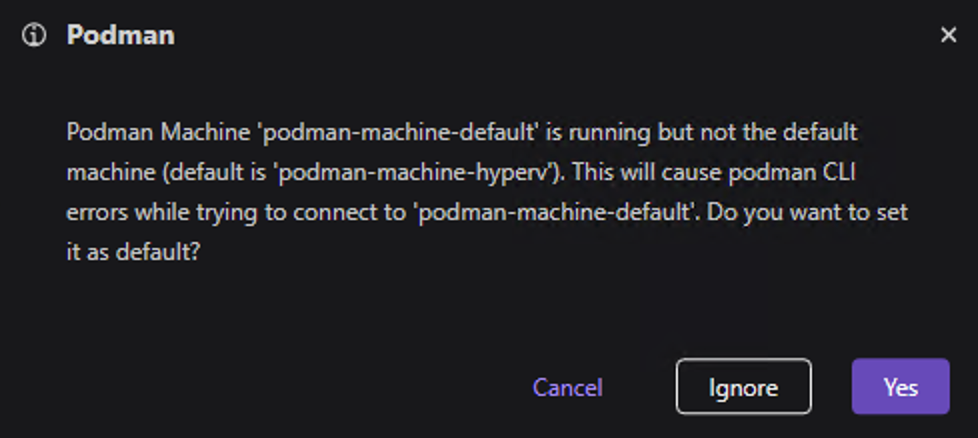 Podman
Podman Machine 'podman-machine-default' is running but not the default
machine (default is 'podman-machine-hyperv'). This will cause podman CLI
errors while trying to connect to 'podman-machine-default'. Do you want to set
it as default?
Cancel
Ignore
Yes